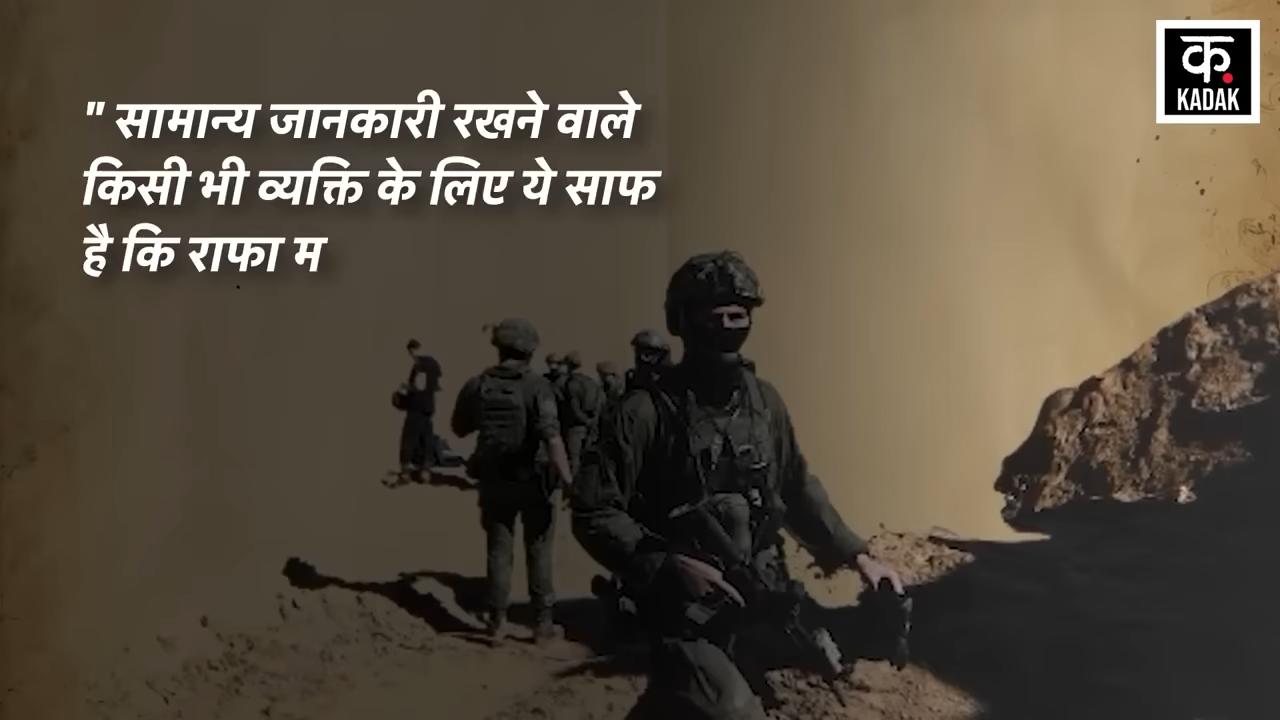 " सामान्य जानकारी रखने वाले
किसी भी व्यक्ति के लिए ये साफ
है कि राफा म
क.
KADAK